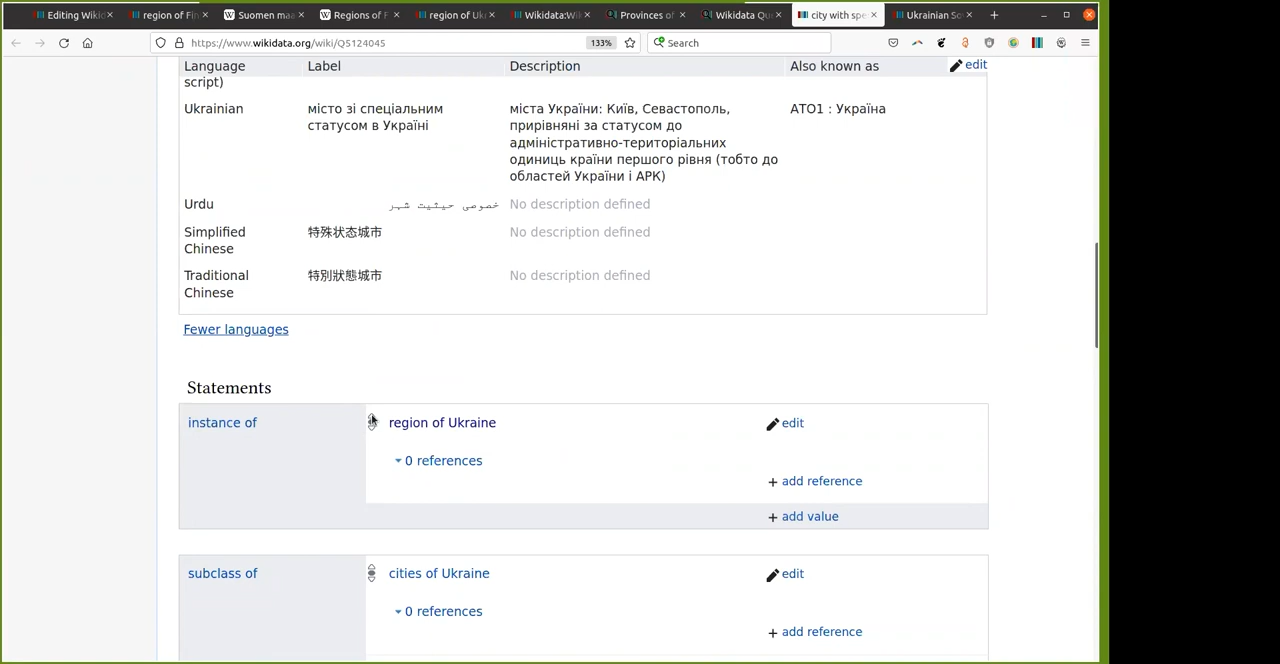 Editing Wiki
region of Fin
Suomen maa
Regions of F
region of Uk
Wikidata:Wi
Provinces of
Wikidata Qu
city with spe
Ukrainian So
https://www.wikidata.org/wiki/Q5124045
133%
Search
Language
script)
Label
Description
Also known as
edit
Ukrainian
місто зі спеціальним
статусом в Україні
міста України: Київ, Севастополь,
прирівняні за статусом до
адміністративно-територіальних
одиниць країни першого рівня (тобто до
областей України і АРК)
АТО1 : Україна
Urdu
خصوصی حیثیت شہر
No description defined
Simplified
Chinese
特殊状态城市
No description defined
Traditional
Chinese
特別狀態城市
No description defined
Fewer languages
Statements
instance of
region of Ukraine
edit
0 references
+ add reference
+ add value
subclass of
cities of Ukraine
edit
0 references
+ add reference